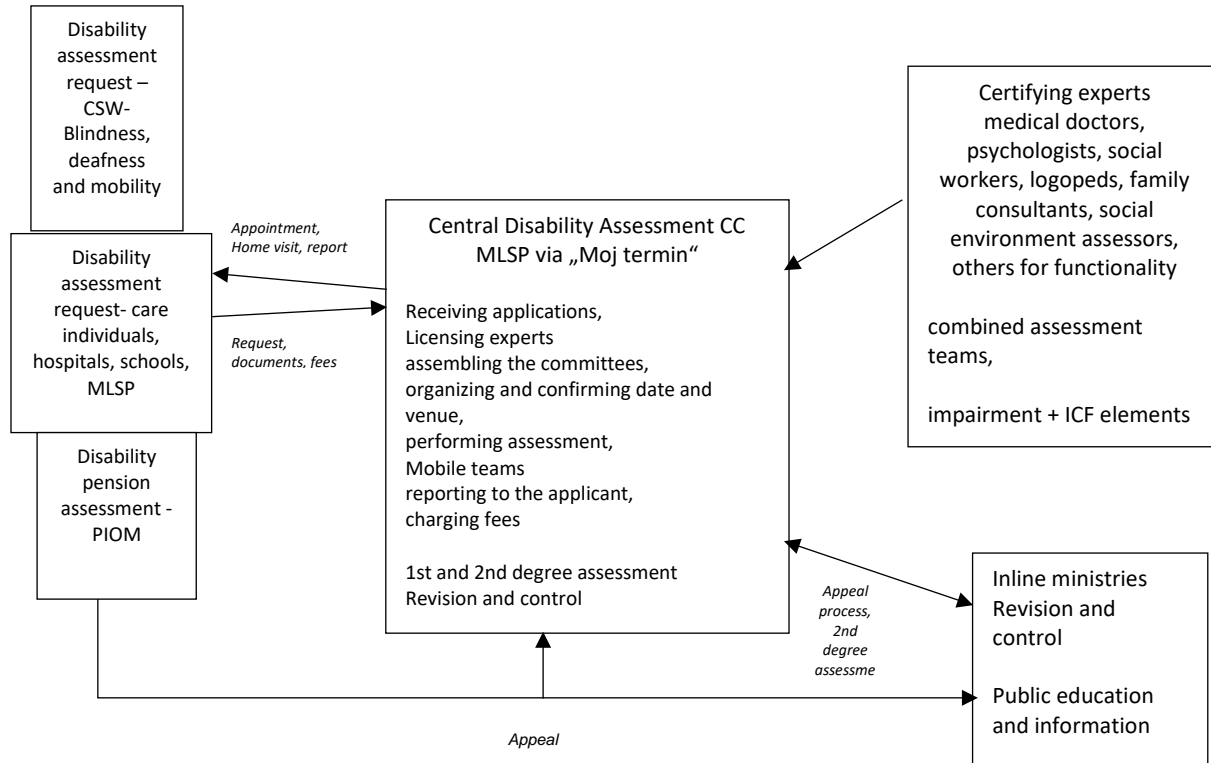 Disability
assessment
request –
CSW-
Blindness,
deafness
and mobility
Disability
assessment
request- care
individuals,
hospitals, schools,
MLSP
Disability
pension
assessment -
PIOM
Appointment,
Home visit, report
Request,
documents, fees
Central Disability Assessment CC
MLSP via „Moj termin“
Receiving applications,
Licensing experts
assembling the committees,
organizing and confirming date and
venue,
performing assessment,
Mobile teams
reporting to the applicant,
charging fees
1st and 2nd degree assessment
Revision and control
Certifying experts
medical doctors,
psychologists, social
workers, logopeds, family
consultants, social
environment assessors,
others for functionality
combined assessment
teams,
impairment + ICF elements
Appeal
process,
2nd
degree
assessme
Inline ministries
Revision and
control
Public education
and information
Appeal